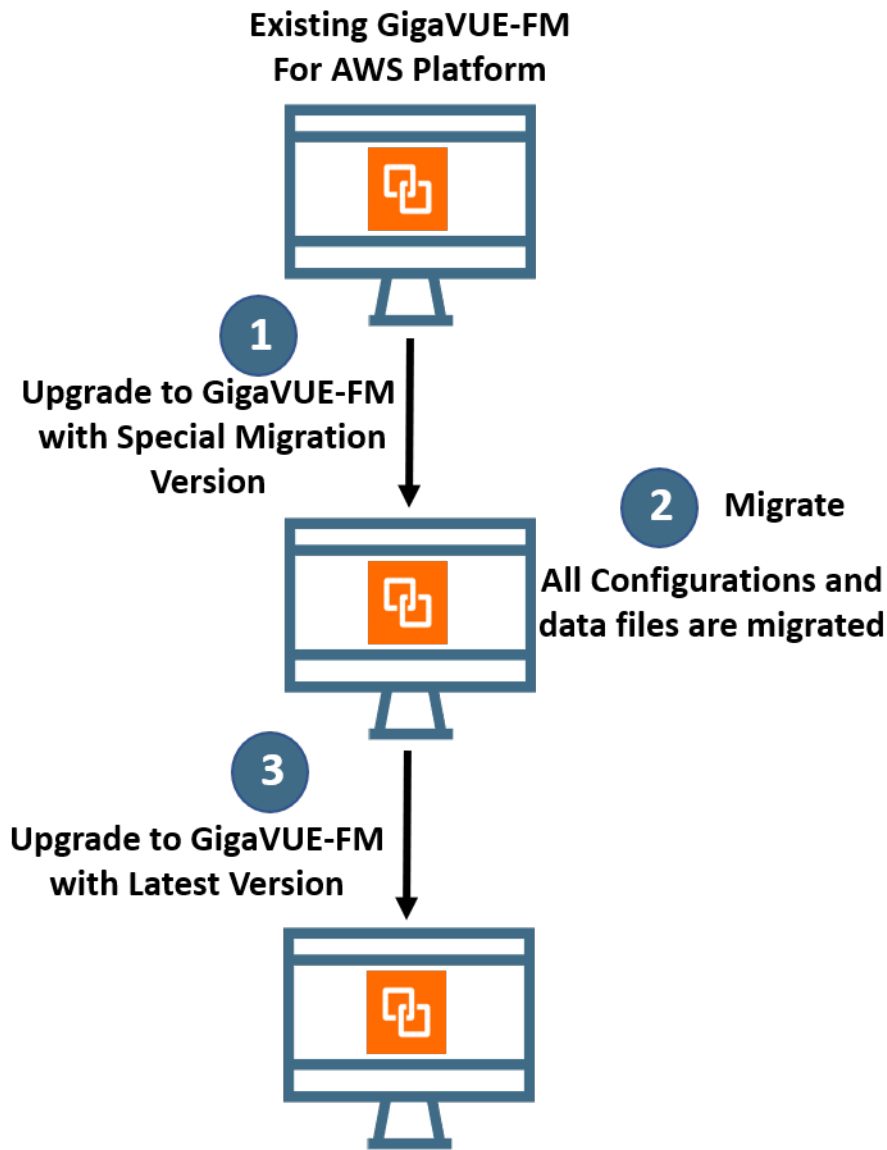 Existing GigaVUE-FM
For AWS Platform
1
Upgrade to GigaVUE-FM
with Special Migration
Version
2 Migrate
All Configurations and
data files are migrated
3
Upgrade to GigaVUE-FM
with Latest Version